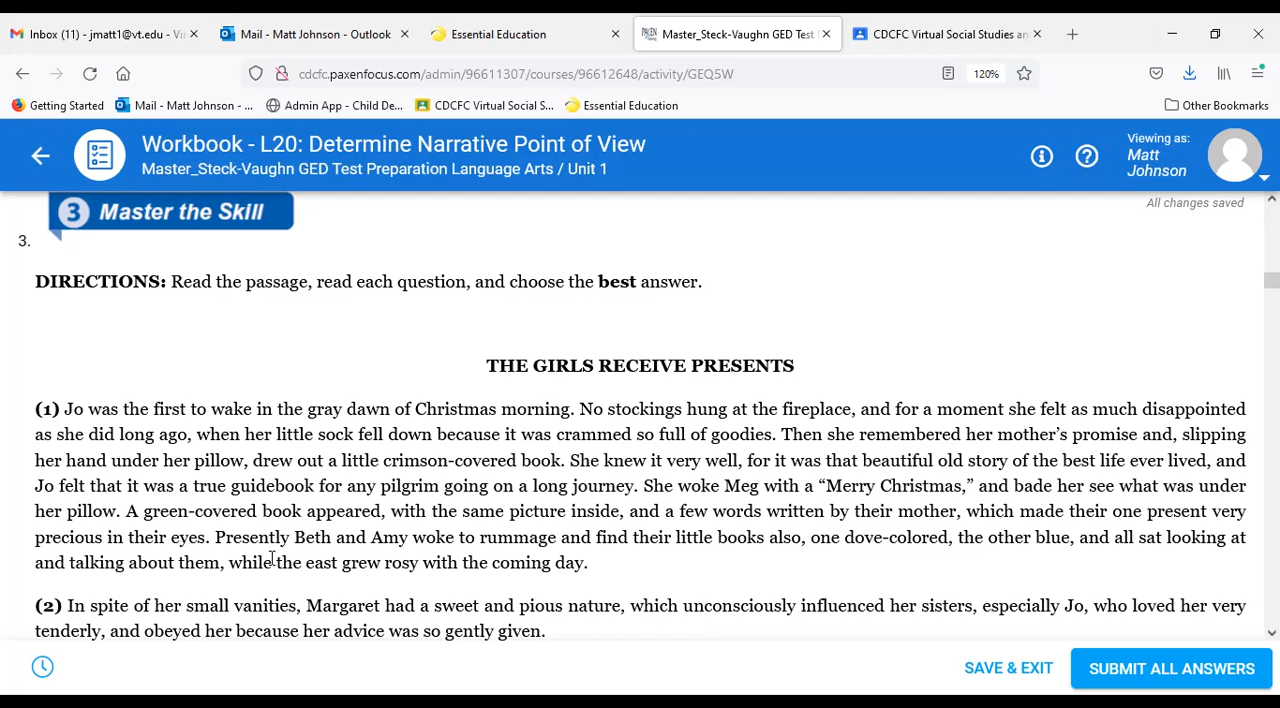 Inbox (11) - jmatt1@vt.edu - Vi
Mail - Matt Johnson - Outlook
Essential Education
Master_Steck-Vaughn GED Test
CDCFC Virtual Social Studies an
cdcfc.paxenfocus.com/admin/96611307/courses/96612648/activity/GEQ5W
120%
Getting Started
Mail - Matt Johnson - ...
Admin App - Child De...
CDCFC Virtual Social S...
Essential Education
Other Bookmarks
Workbook - L20: Determine Narrative Point of View
Master_Steck-Vaughn GED Test Preparation Language Arts / Unit 1
Viewing as:
Matt
Johnson
3 Master the Skill
All changes saved
3.
DIRECTIONS: Read the passage, read each question, and choose the best answer.
THE GIRLS RECEIVE PRESENTS
(1) Jo was the first to wake in the gray dawn of Christmas morning. No stockings hung at the fireplace, and for a moment she felt as much disappointed
as she did long ago, when her little sock fell down because it was crammed so full of goodies. Then she remembered her mother’s promise and, slipping
her hand under her pillow, drew out a little crimson-covered book. She knew it very well, for it was that beautiful old story of the best life ever lived, and
Jo felt that it was a true guidebook for any pilgrim going on a long journey. She woke Meg with a “Merry Christmas,” and bade her see what was under
her pillow. A green-covered book appeared, with the same picture inside, and a few words written by their mother, which made their one present very
precious in their eyes. Presently Beth and Amy woke to rummage and find their little books also, one dove-colored, the other blue, and all sat looking at
and talking about them, while the east grew rosy with the coming day.
(2) In spite of her small vanities, Margaret had a sweet and pious nature, which unconsciously influenced her sisters, especially Jo, who loved her very
tenderly, and obeyed her because her advice was so gently given.
SAVE & EXIT
SUBMIT ALL ANSWERS